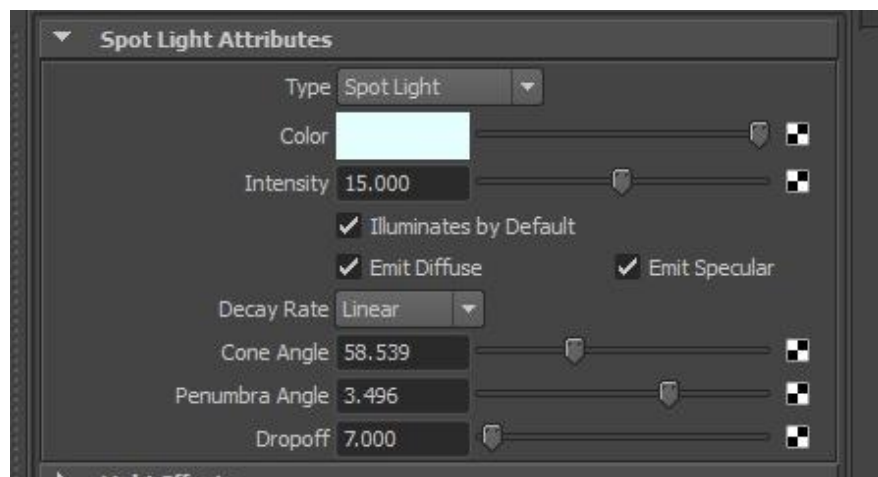 Spot Light Attributes
Type Spot Light
Color
Intensity 15.000
Illuminates by Default
Emit Diffuse Emit Specular
Decay Rate Linear
Cone Angle 58.539
Penumbra Angle 3.496
Dropoff 7.000